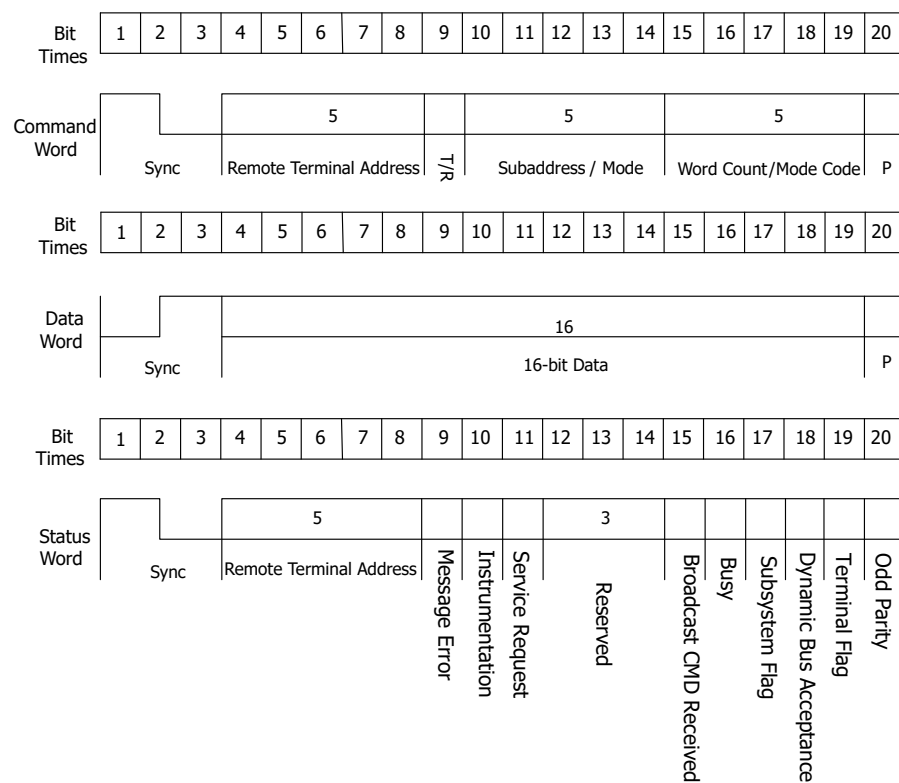 Bit Times 1 2 3 4 5 6 7 8 9 10 11 12 13 14 15 16 17 18 19 20
Command Word
5 5 5
Sync Remote Terminal Address T/R Subaddress / Mode Word Count/Mode Code P
Bit Times 1 2 3 4 5 6 7 8 9 10 11 12 13 14 15 16 17 18 19 20
Data Word
16
Sync 16-bit Data P
Bit Times 1 2 3 4 5 6 7 8 9 10 11 12 13 14 15 16 17 18 19 20
Status Word
5 3
Sync Remote Terminal Address Message Error Instrumentation Service Request Reserved Broadcast CMD Received Busy Subsystem Flag Dynamic Bus Acceptance Terminal Flag Odd Parity